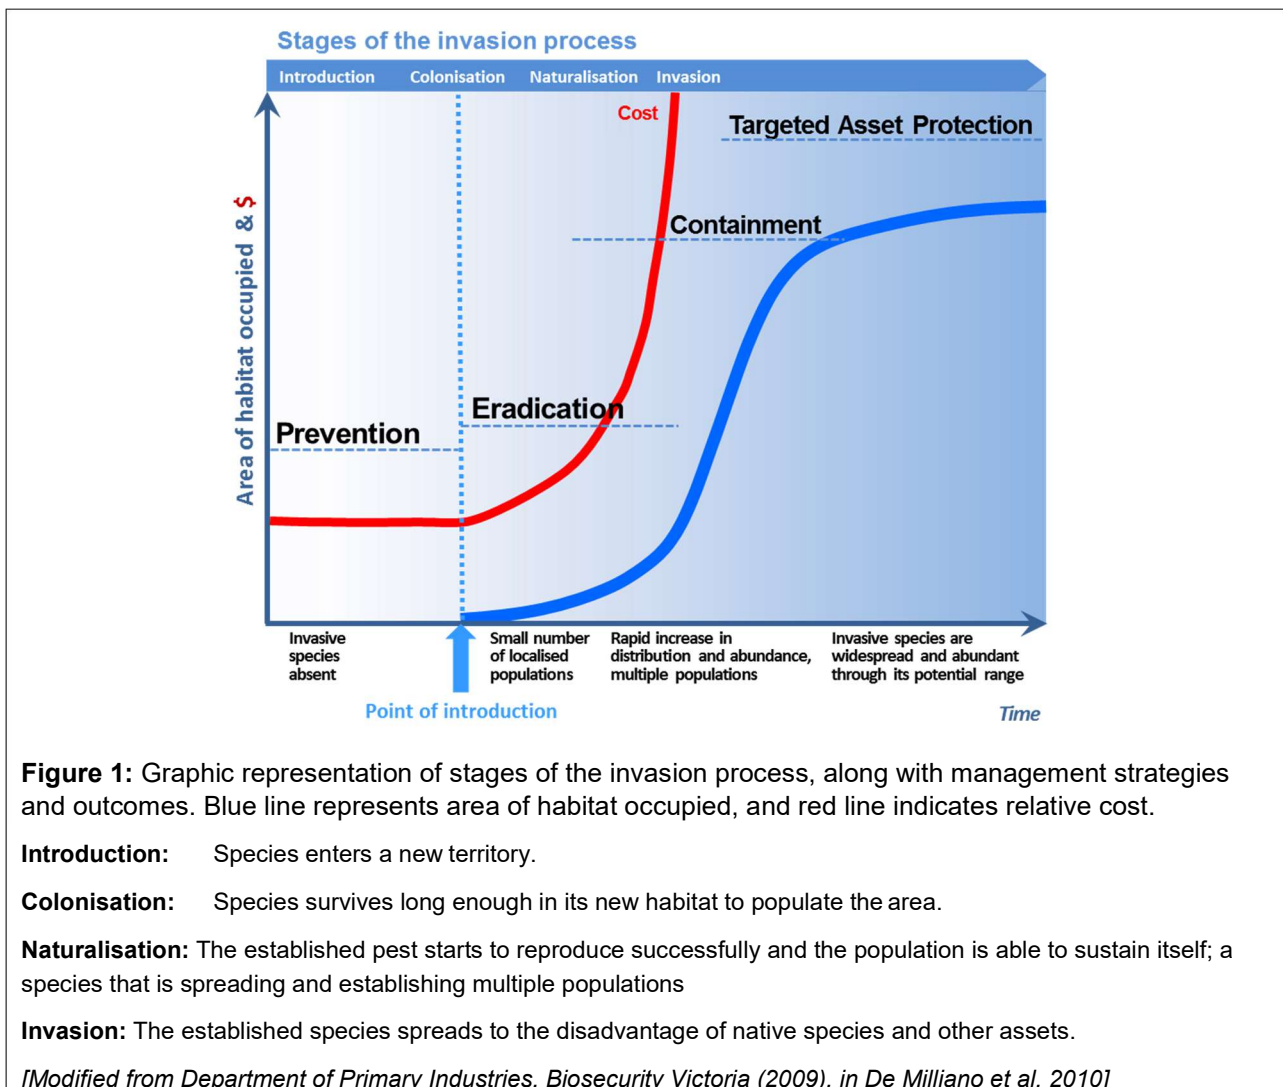 Stages of the invasion process
Introduction Colonisation Naturalisation Invasion
Cost
Targeted Asset Protection
Containment
Eradication
Prevention
Area of habitat occupied & $
Invasive
species
absent
Small number
of localised
populations
Rapid increase in
distribution and abundance,
multiple populations
Invasive species are
widespread and abundant
through its potential range
Point of introduction
Time
Figure 1: Graphic representation of stages of the invasion process, along with management strategies
and outcomes. Blue line represents area of habitat occupied, and red line indicates relative cost.
Introduction: Species enters a new territory.
Colonisation: Species survives long enough in its new habitat to populate the area.
Naturalisation: The established pest starts to reproduce successfully and the population is able to sustain itself; a
species that is spreading and establishing multiple populations
Invasion: The established species spreads to the disadvantage of native species and other assets.
[Modified from Department of Primary Industries, Biosecurity Victoria (2009), in De Milliano et al. 2010]